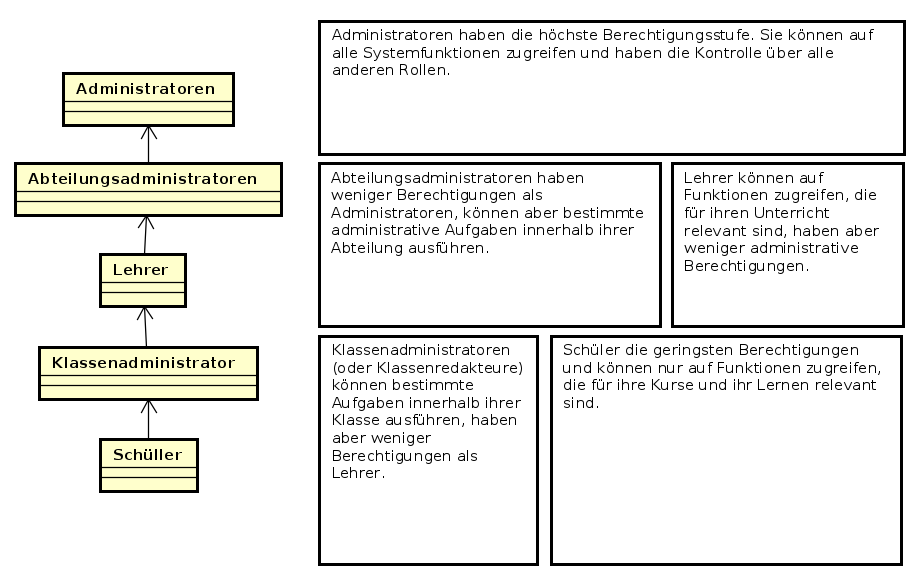 Administratoren
Abteilungsadministratoren
Lehrer
Klassenadministrator
Schüller
Administratoren haben die höchste Berechtigungsstufe. Sie können auf
alle Systemfunktionen zugreifen und haben die Kontrolle über alle
anderen Rollen.
Abteilungsadministratoren haben
weniger Berechtigungen als
Administratoren, können aber bestimmte
administrative Aufgaben innerhalb ihrer
Abteilung ausführen.
Lehrer können auf
Funktionen zugreifen, die
für ihren Unterricht
relevant sind, haben aber
weniger administrative
Berechtigungen.
Klassenadministratoren
(oder Klassenredakteure)
können bestimmte
Aufgaben innerhalb ihrer
Klasse ausführen, haben
aber weniger
Berechtigungen als
Lehrer.
Schüler die geringsten Berechtigungen
und können nur auf Funktionen zugreifen,
die für ihre Kurse und ihr Lernen relevant
sind.